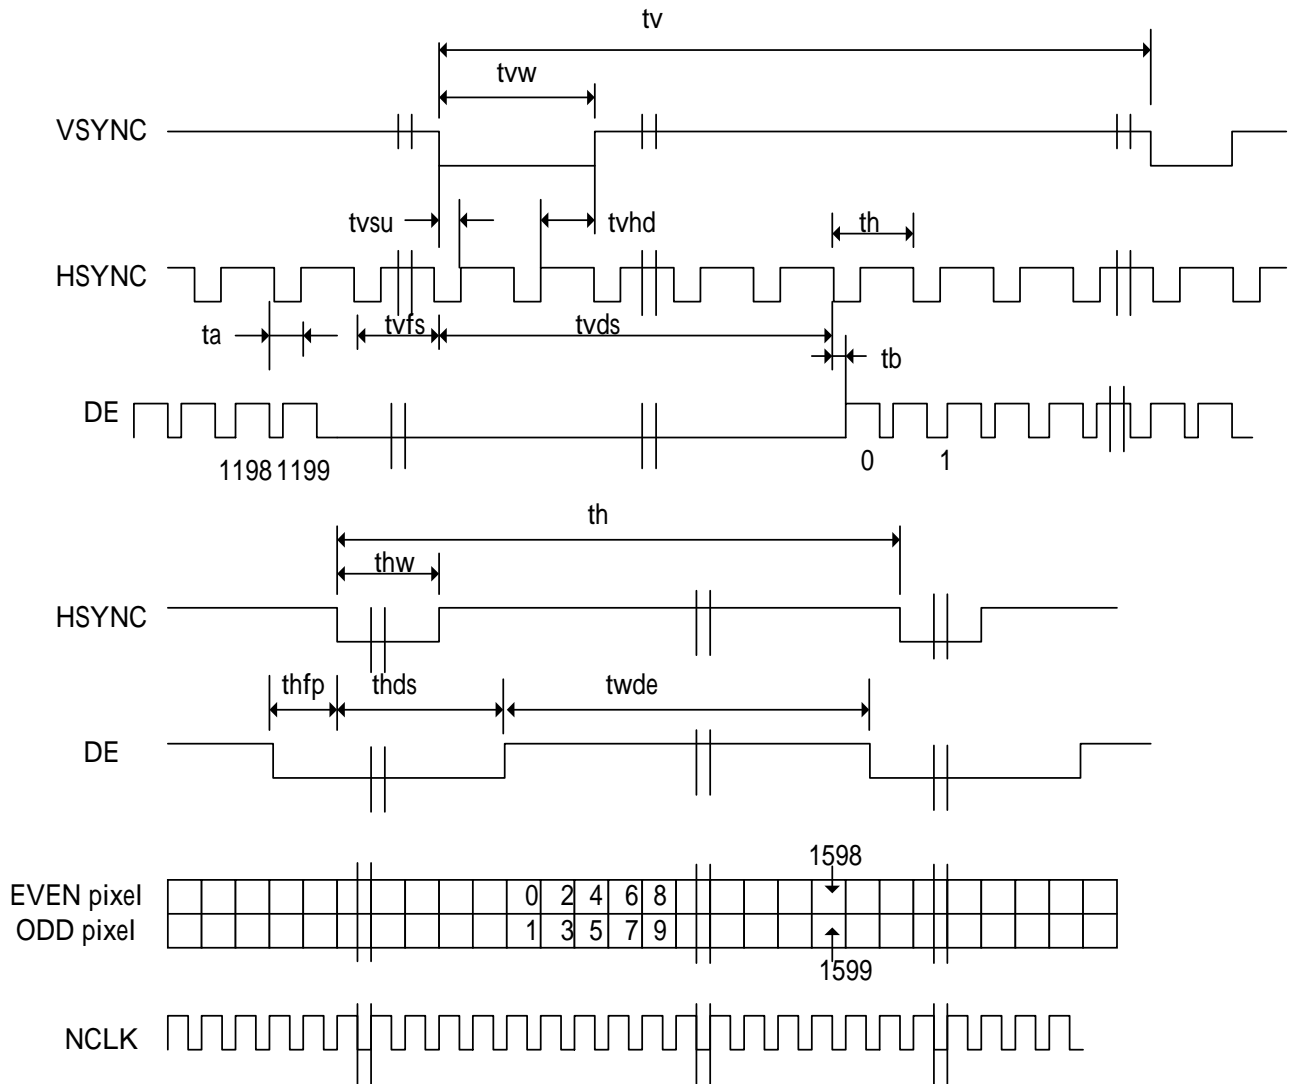 tv
tvw
VSYNC
tvsu
tvhd
th
HSYNC
ta
tvfs
tvds
tb
DE
1198 1199
0
1
th
thw
HSYNC
thfp
thds
twde
DE
1598
EVEN pixel 0 2 4 6 8
ODD pixel 1 3 5 7 9
1599
NCLK